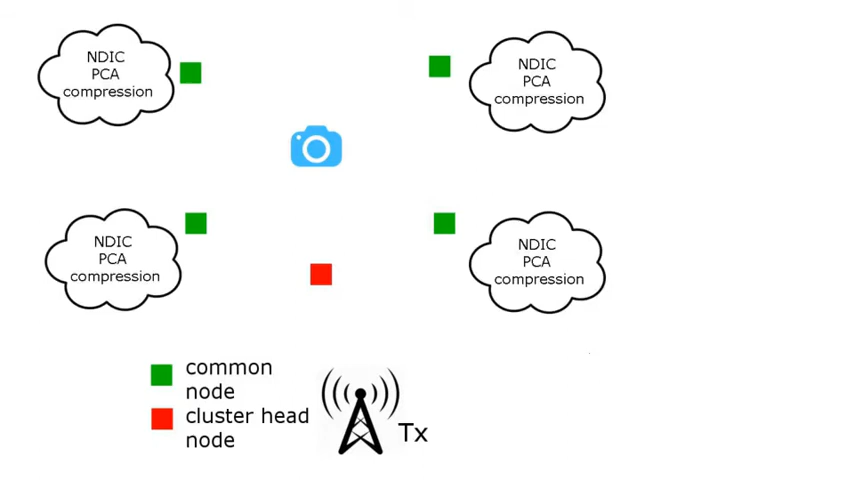 NDIC
PCA
compression
NDIC
PCA
compression
NDIC
PCA
compression
NDIC
PCA
compression
common
node
cluster head
node
Tx